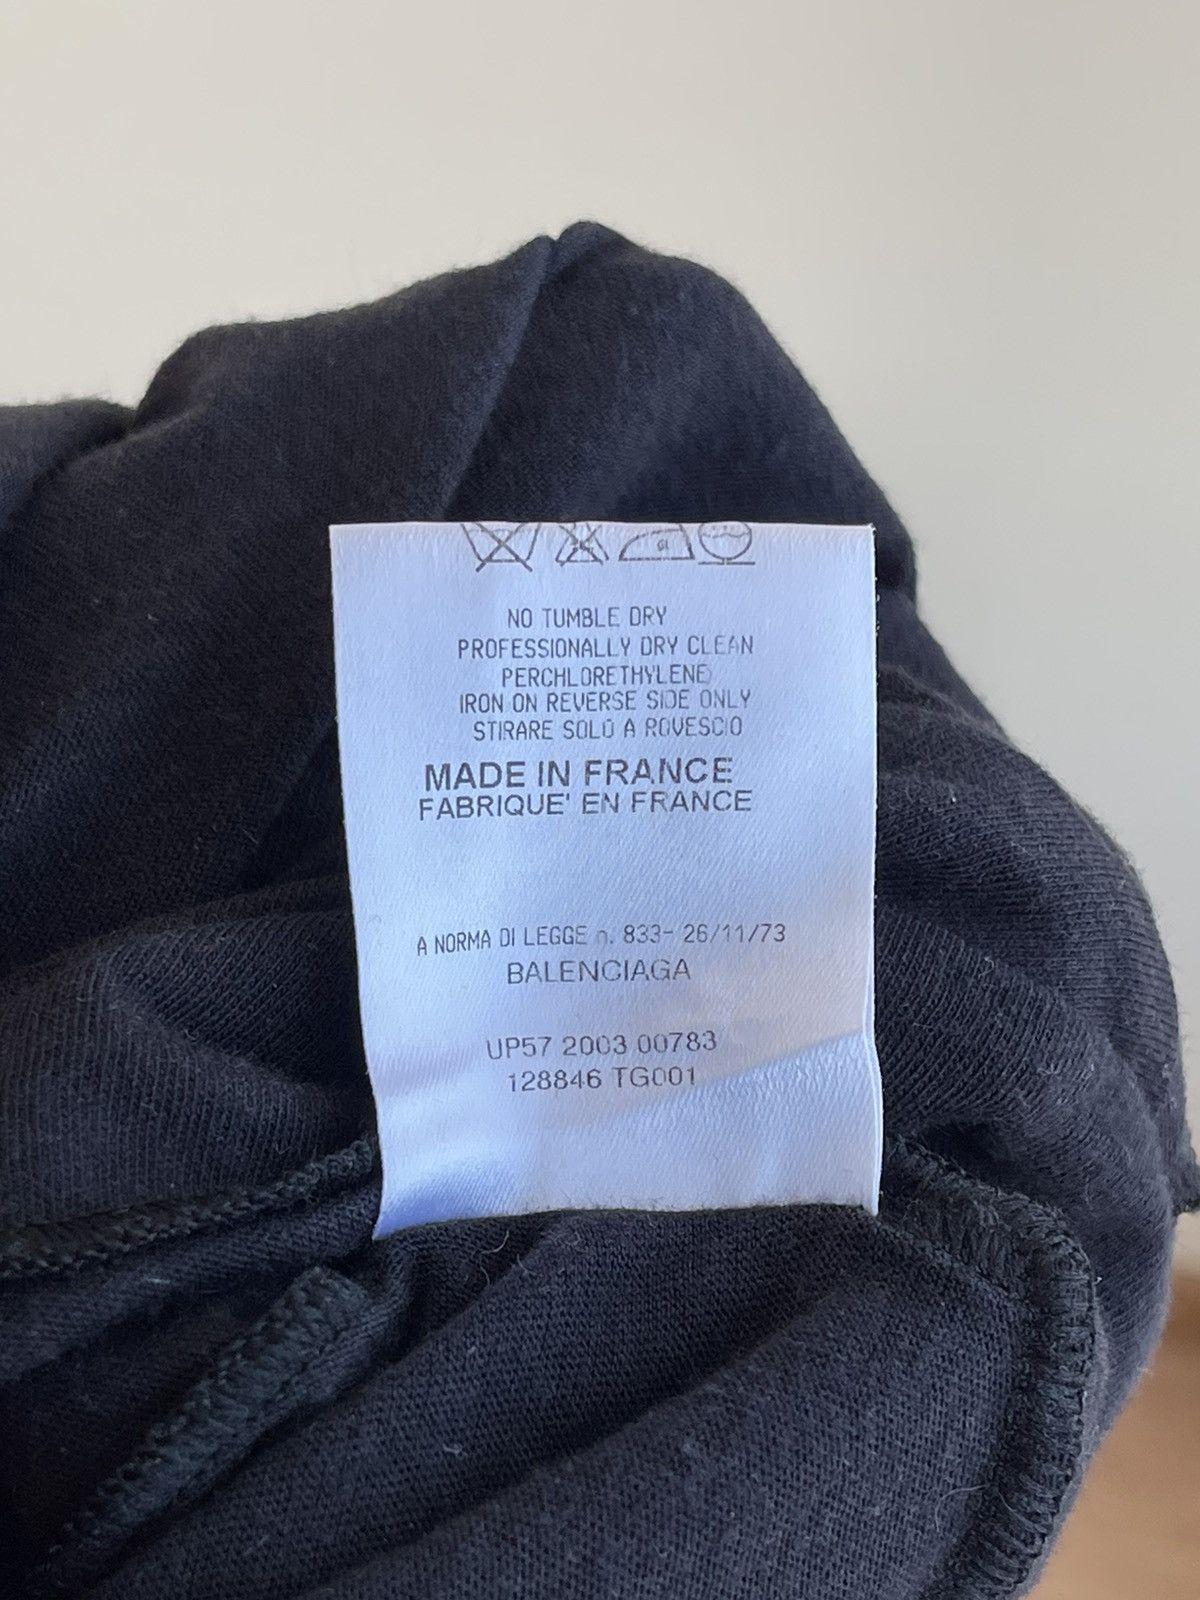 NO TUMBLE DRY
PROFESSIONALLY DRY CLEAN
PERCHLORETHYLENE
IRON ON REVERSE SIDE ONLY
STIRARE SOLO A ROVESCIO
MADE IN FRANCE
FABRIQUE' EN FRANCE
A NORMA DI LEGGE n. 833- 26/11/73
BALENCIAGA
UP57 2003 00783
128846 TG001